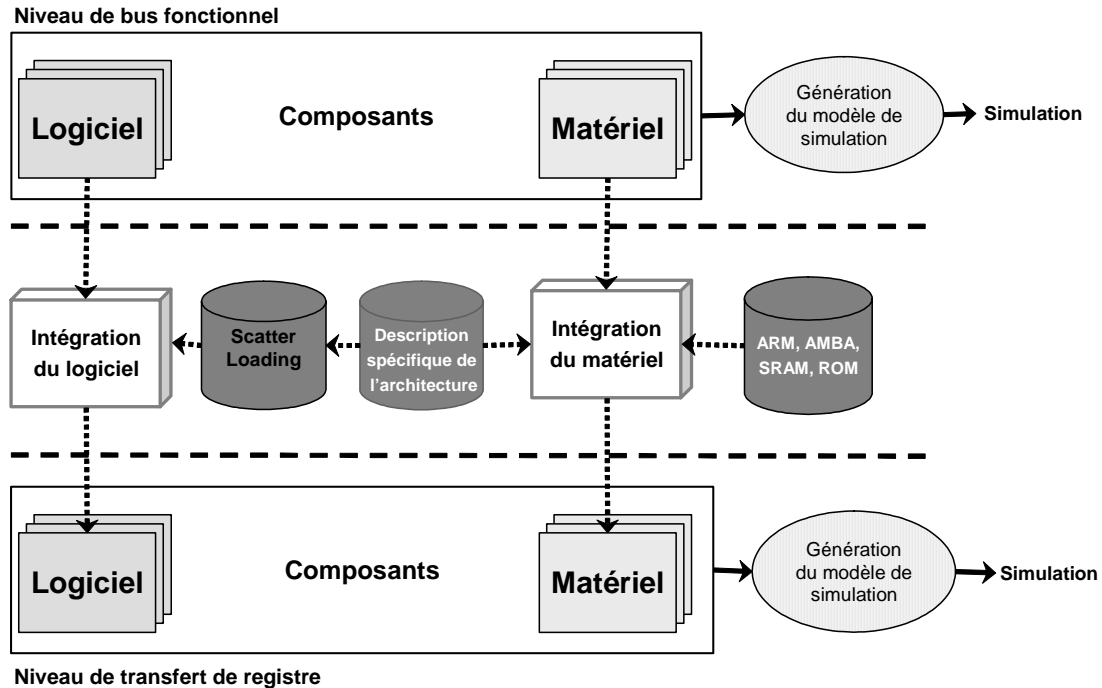 Niveau de bus fonctionnel
Logiciel
Composants
Matériel
Génération
du modèle de
simulation
Simulation
Intégration
du logiciel
Scatter
Loading
Description
spécifique de
l’architecture
Intégration
du matériel
ARM, AMBA,
SRAM, ROM
Logiciel
Composants
Matériel
Génération
du modèle de
simulation
Simulation
Niveau de transfert de registre